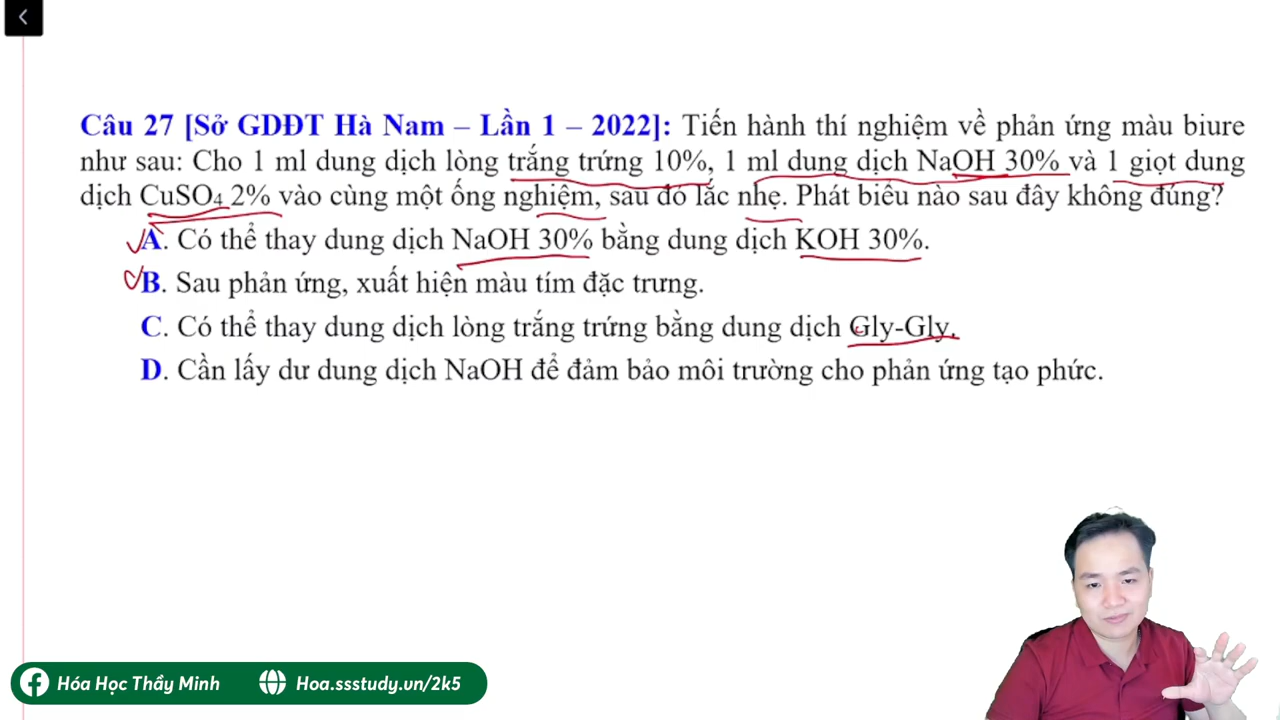 Câu 27 [Sở GDĐT Hà Nam – Lần 1 – 2022]: Tiến hành thí nghiệm về phản ứng màu biure
như sau: Cho 1 ml dung dịch lòng trắng trứng 10%, 1 ml dung dịch NaOH 30% và 1 giọt dung
dịch CuSO₄ 2% vào cùng một ống nghiệm, sau đó lắc nhẹ. Phát biểu nào sau đây không đúng?
A. Có thể thay dung dịch NaOH 30% bằng dung dịch KOH 30%.
B. Sau phản ứng, xuất hiện màu tím đặc trưng.
C. Có thể thay dung dịch lòng trắng trứng bằng dung dịch Gly-Gly.
D. Cần lấy dư dung dịch NaOH để đảm bảo môi trường cho phản ứng tạo phức.
Hóa Học Thầy Minh Hoa.ssstudy.vn/2k5